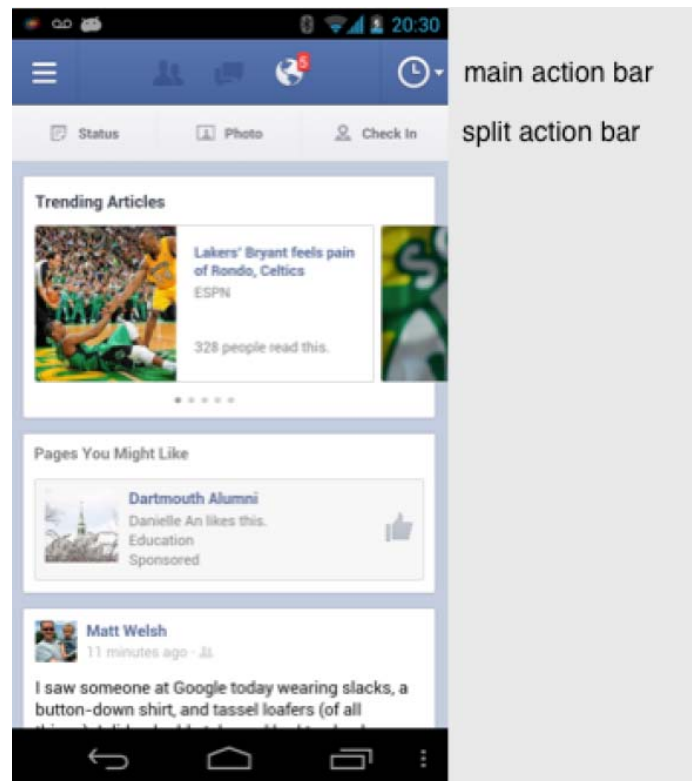 20:30
5
main action bar
Status Photo Check In
split action bar
Trending Articles
Lakers' Bryant feels pain
of Rondo, Celtics
ESPN
328 people read this.
Pages You Might Like
Dartmouth Alumni
Danielle An likes this.
Education
Sponsored
Matt Welsh
11 minutes ago ·
I saw someone at Google today wearing slacks, a
button-down shirt, and tassel loafers (of all